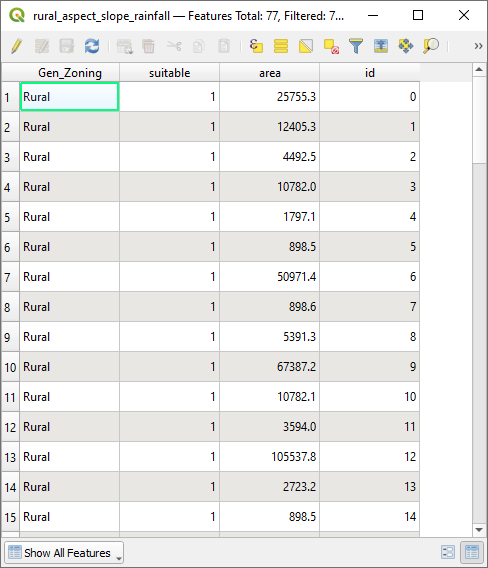 rural_aspect_slope_rainfall — Features Total: 77, Filtered: 7...
Gen_Zoning suitable area id
1 Rural 1 25755.3 0
2 Rural 1 12405.3 1
3 Rural 1 4492.5 2
4 Rural 1 10782.0 3
5 Rural 1 1797.1 4
6 Rural 1 898.5 5
7 Rural 1 50971.4 6
8 Rural 1 898.6 7
9 Rural 1 5391.3 8
10 Rural 1 67387.2 9
11 Rural 1 10782.1 10
12 Rural 1 3594.0 11
13 Rural 1 105537.8 12
14 Rural 1 2723.2 13
15 Rural 1 898.5 14
Show All Features